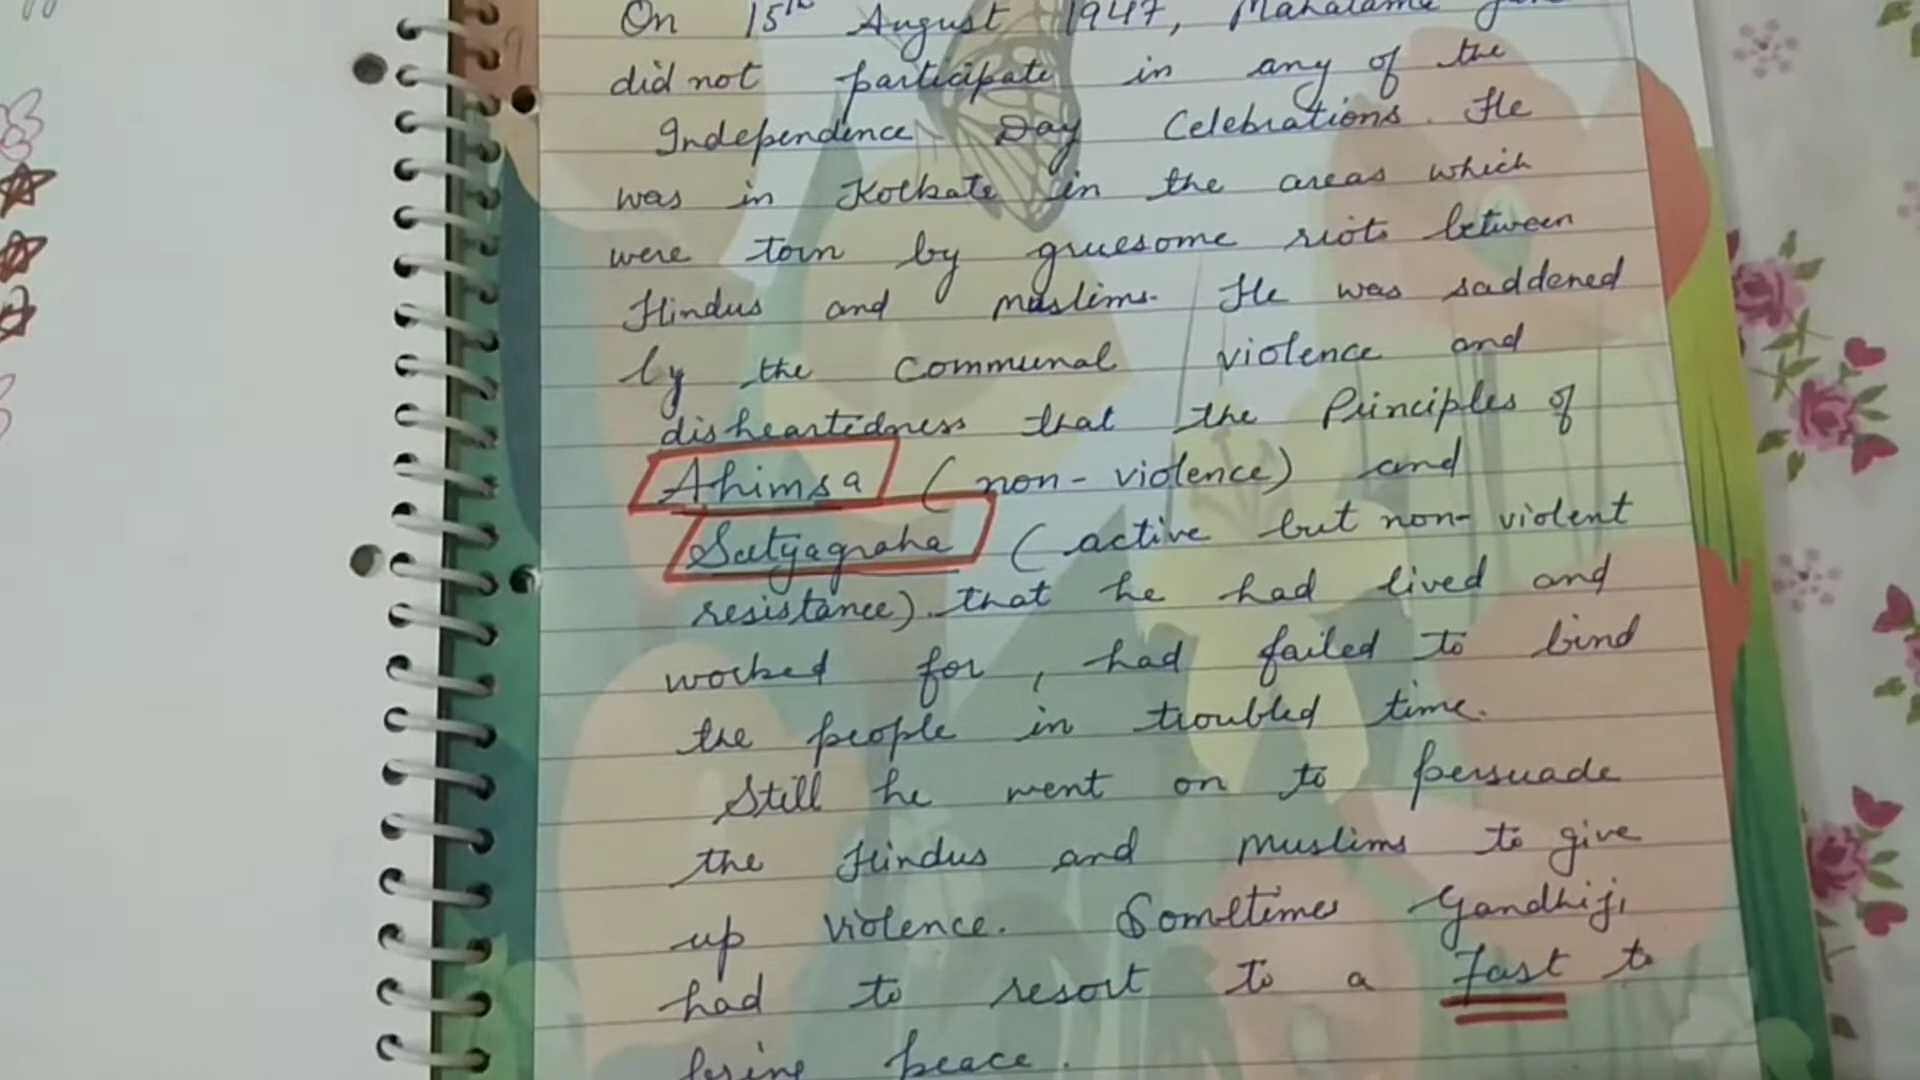 On 15th August 1947, Mahatama
did not participate in any of the
Independence Day Celebrations. He
was in Kolkate in the areas which
were torn by gruesome riots between
Hindus and Muslims. He was saddened
by the Communal violence and
disheartedness that the Principles of
Ahimsa (non-violence) and
Satyagraha (active but non-violent
resistance). that he had lived and
worked for, had failed to bind
the people in troubled time.
Still he went on to persuade
the Hindus and Muslims to give
up violence. Sometimes Gandhiji
had to resort to a fast to
bring peace.